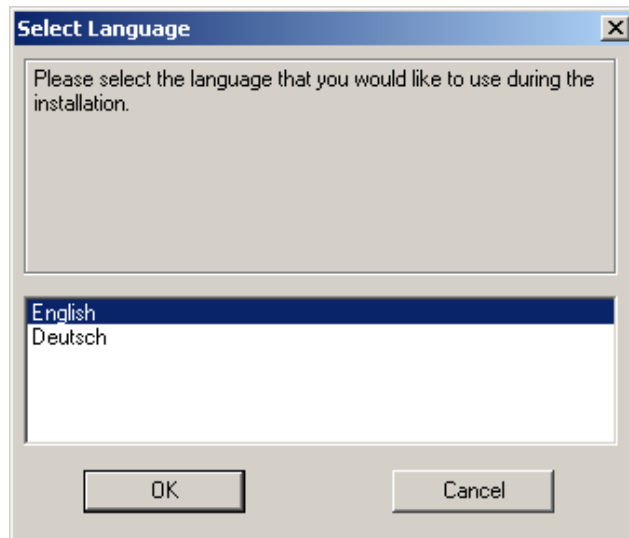 Select Language
Please select the language that you would like to use during the
installation.
English
Deutsch
OK
Cancel